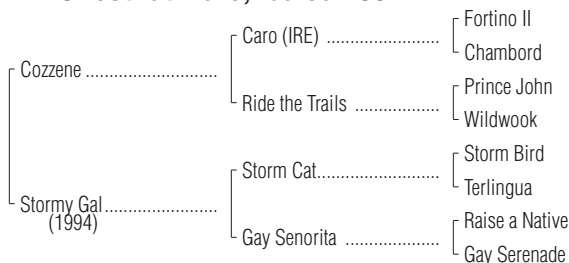 Fortino II
Caro (IRE) ........................
Chambord
Cozzene ............................
Prince John
Ride the Trails ..................
Wildwook
Storm Bird
Storm Cat..........................
Terlingua
Stormy Gal ........................
(1994)
Raise a Native
Gay Senorita ....................
Gay Serenade